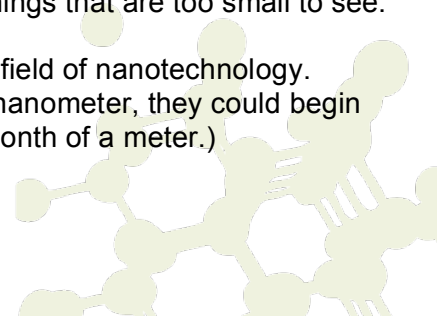 ings that are too small to see.
field of nanotechnology.
nanometer, they could begin
onth of a meter.)